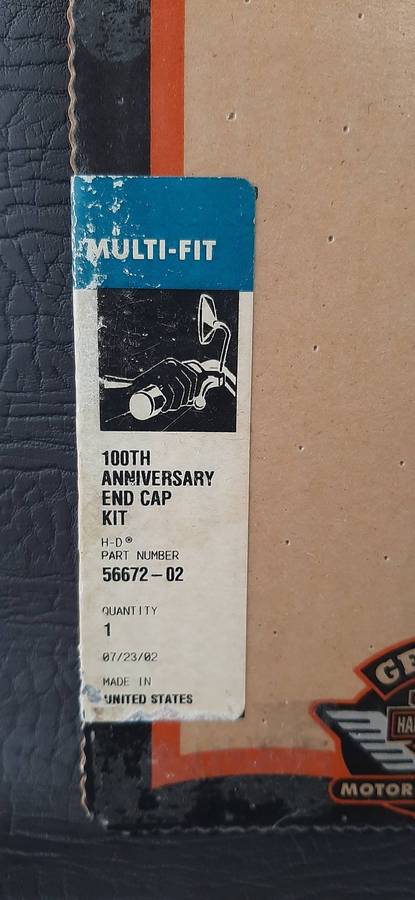 MULTI-FIT
100TH
ANNIVERSARY
END CAP
KIT
H-D®
PART NUMBER
56672-02
QUANTITY
1
07/23/02
MADE IN
UNITED STATES
MOTOR